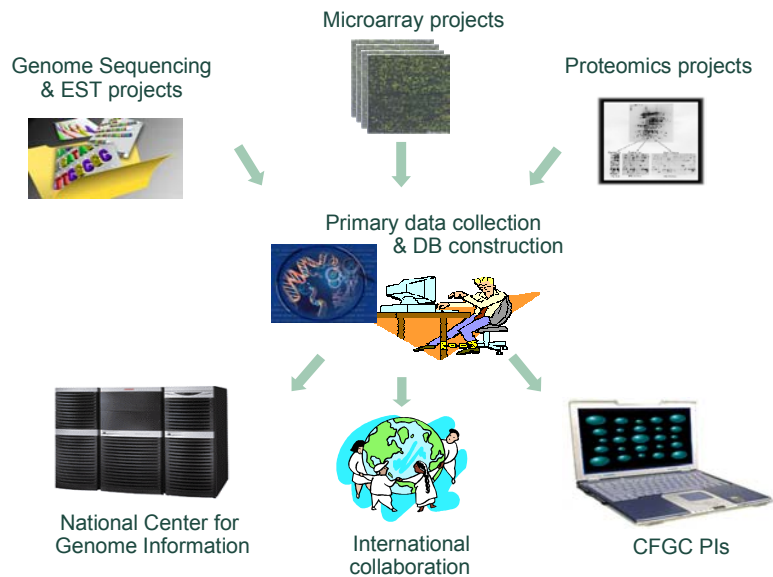 Microarray projects
Genome Sequencing
& EST projects
Proteomics projects
Primary data collection
& DB construction
National Center for
Genome Information
International
collaboration
CFGC PIs